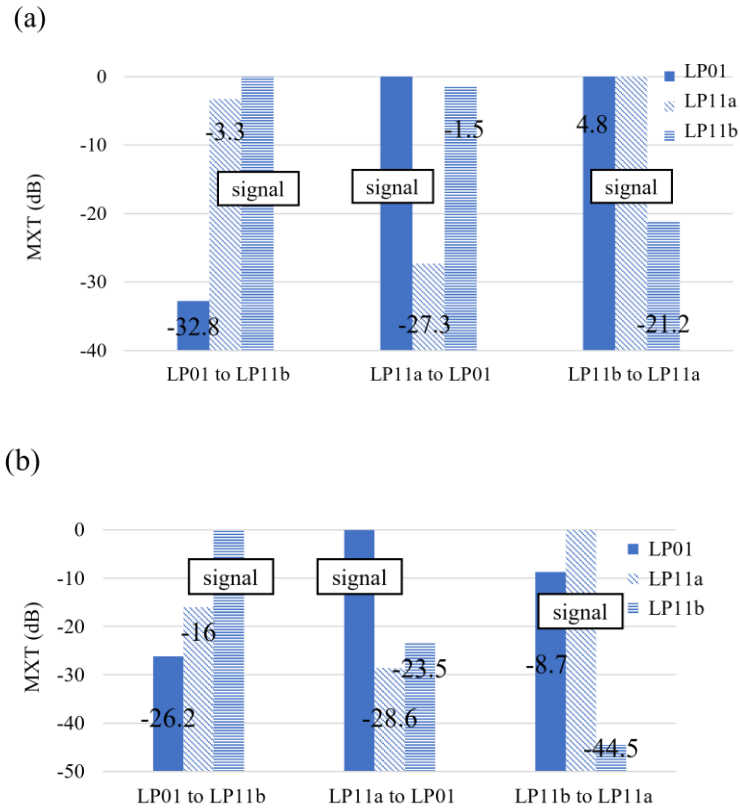 (a)
0
-10
-20
-30
-40
MXT (dB)
-3.3
-32.8
signal
-1.5
signal
-27.3
4.8
signal
-21.2
LP01
LP11a
LP11b
LP01 to LP11b
LP11a to LP01
LP11b to LP11a
(b)
0
-10
-20
-30
-40
-50
MXT (dB)
signal
-16
-26.2
signal
-23.5
-28.6
signal
-8.7
-44.5
LP01
LP11a
LP11b
LP01 to LP11b
LP11a to LP01
LP11b to LP11a